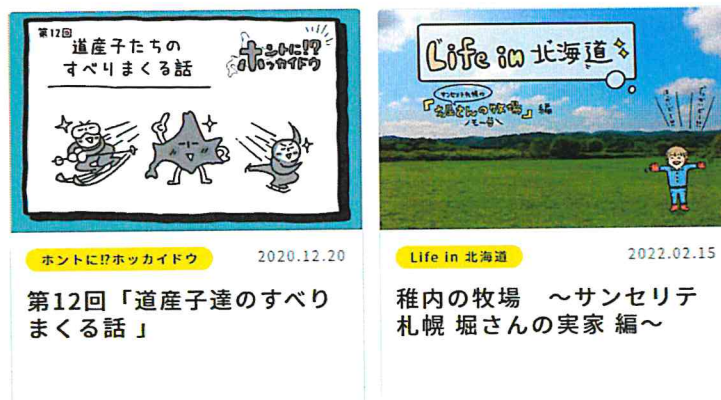 第12回
道産子たちの
すべりまくる話
ホントに!?
ホッカイドウ
ホントに!?ホッカイドウ
2020.12.20
第12回「道産子達のすべり
まくる話 」
Life in 北海道
さんの牧場』編
Life in 北海道
2022.02.15
稚内の牧場　～サンセリテ
札幌 堀さんの実家 編～